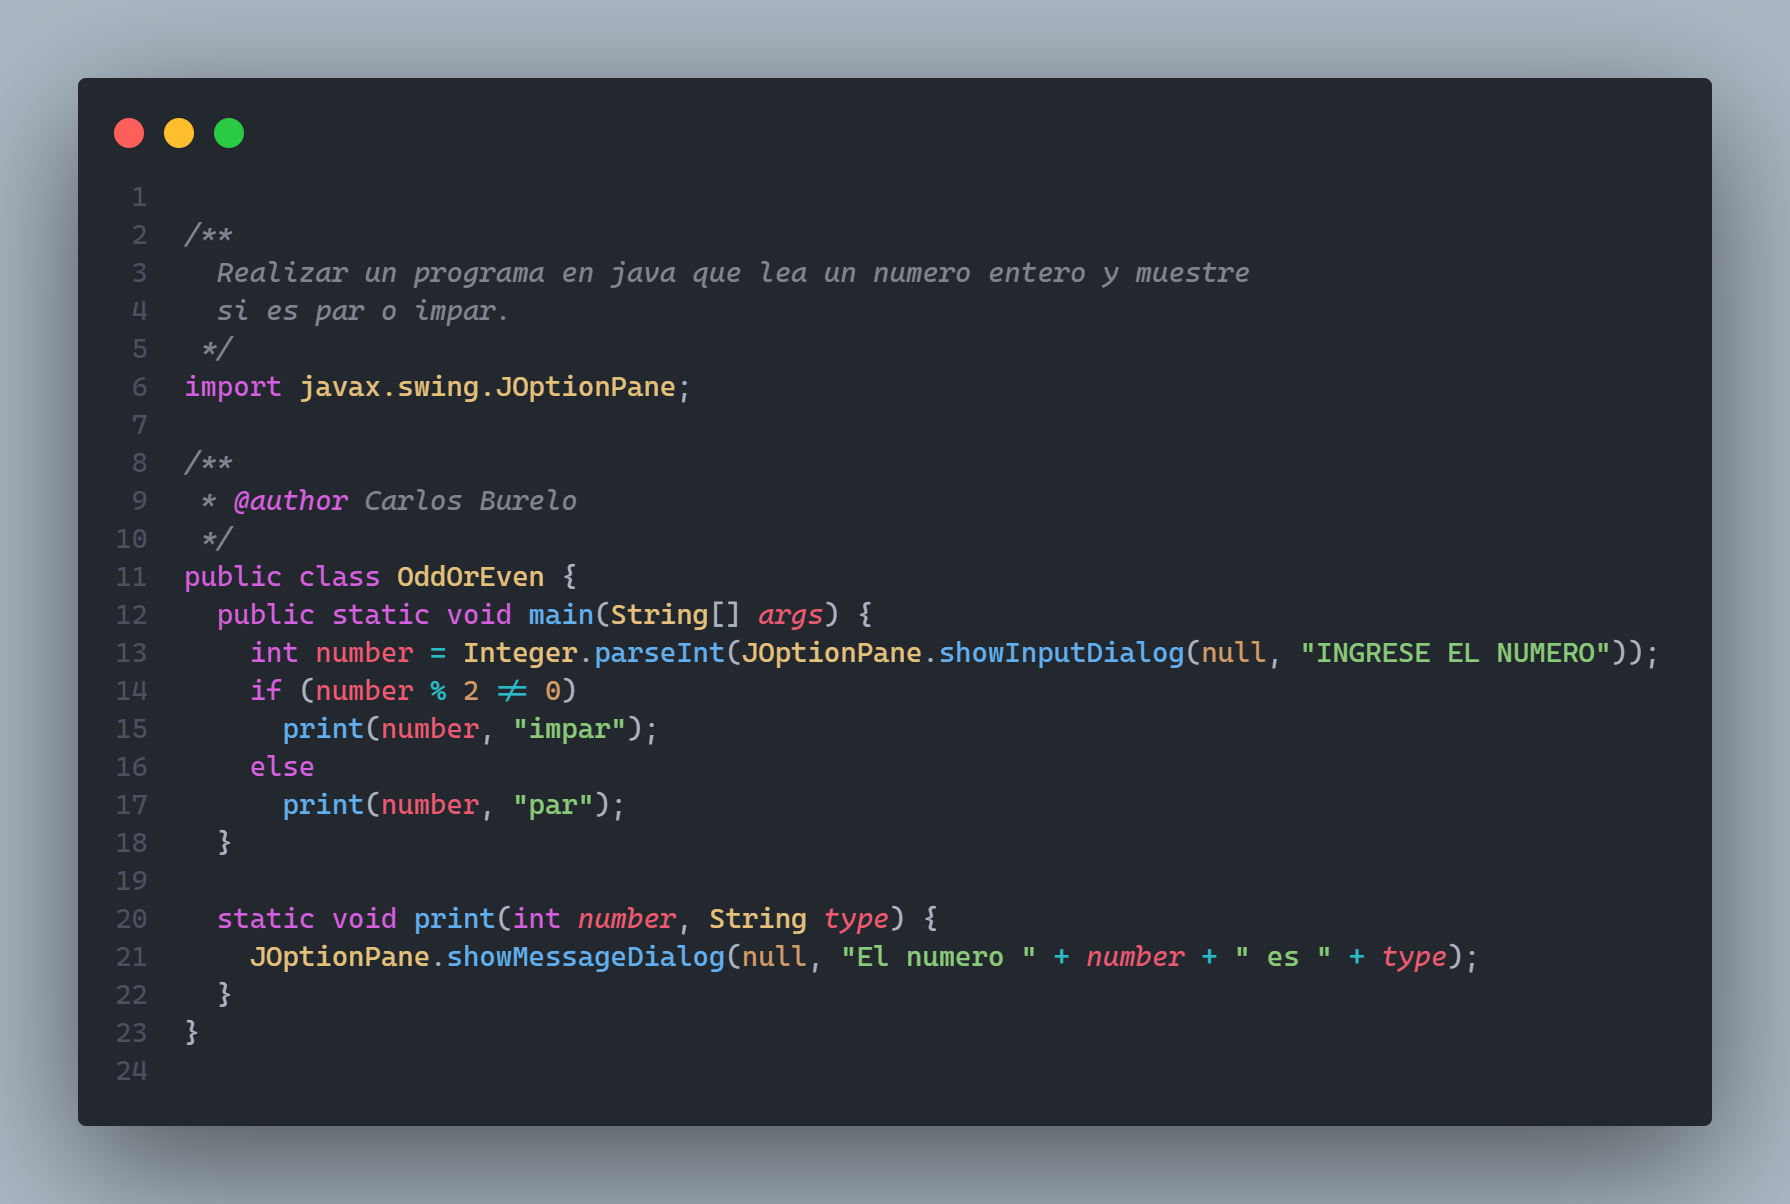 1
2 /**
3   Realizar un programa en java que lea un numero entero y muestre
4   si es par o impar.
5  */
6 import javax.swing.JOptionPane;
7
8 /**
9  * @author Carlos Burelo
10  */
11 public class OddOrEven {
12   public static void main(String[] args) {
13     int number = Integer.parseInt(JOptionPane.showInputDialog(null, "INGRESE EL NUMERO"));
14     if (number % 2 != 0)
15       print(number, "impar");
16     else
17       print(number, "par");
18   }
19
20   static void print(int number, String type) {
21     JOptionPane.showMessageDialog(null, "El numero " + number + " es " + type);
22   }
23 }
24